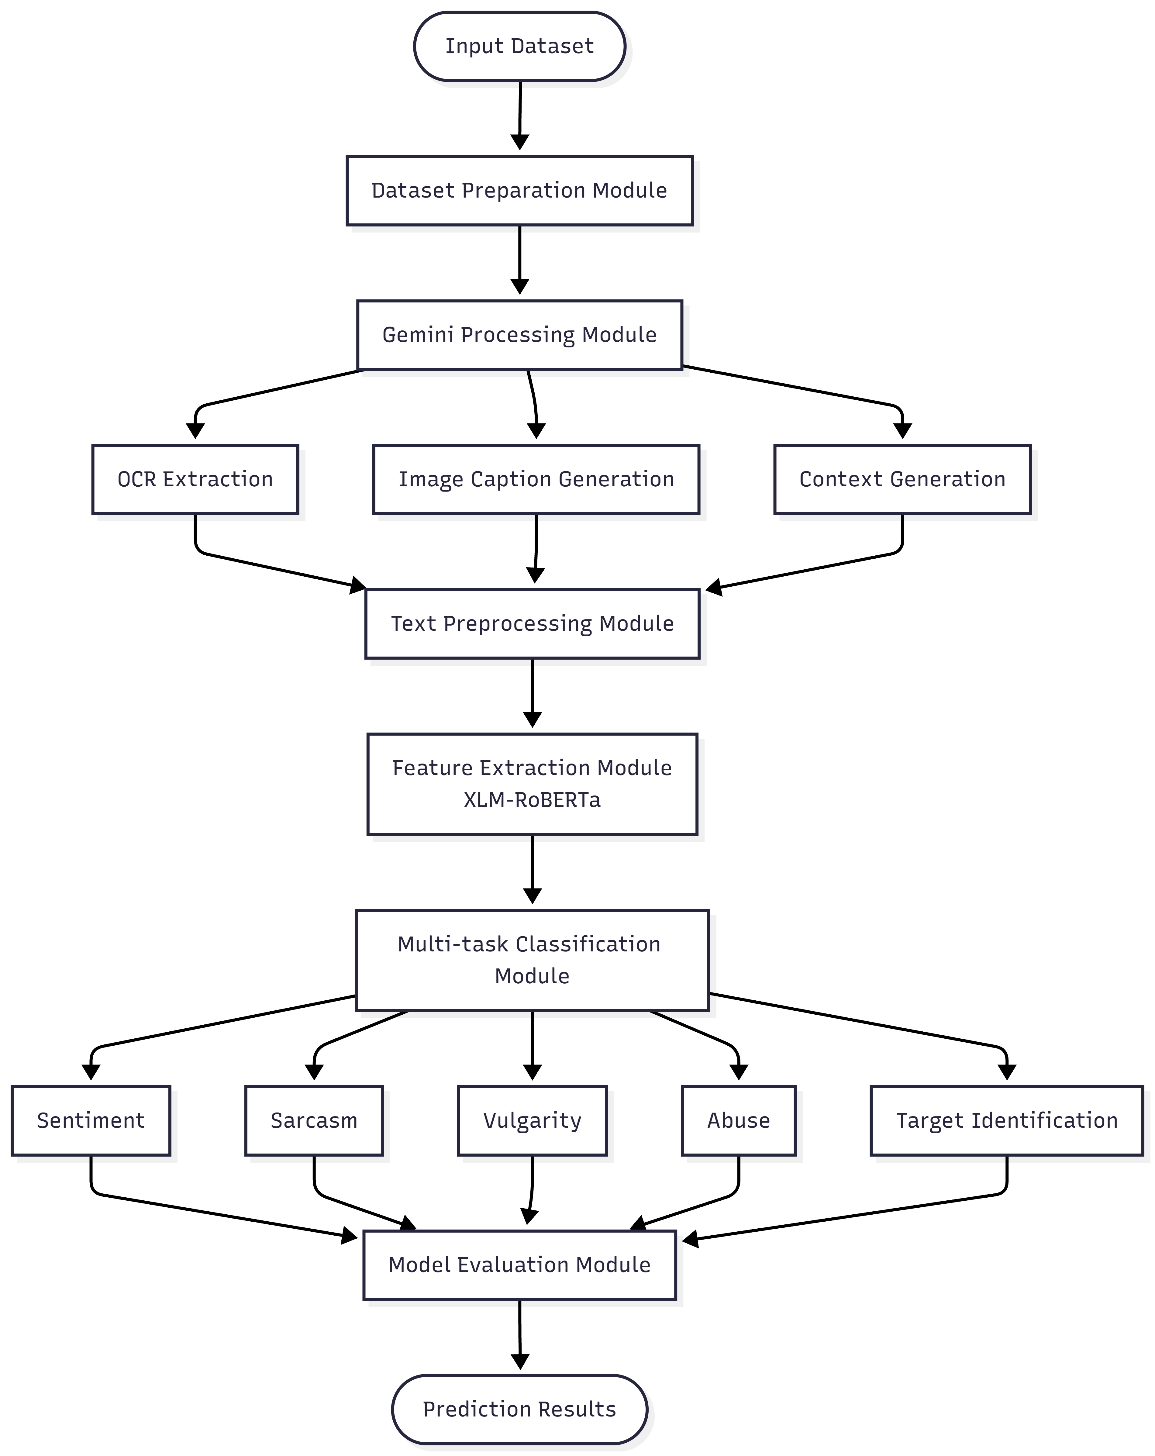 Input Dataset
Dataset Preparation Module
Gemini Processing Module
OCR Extraction
Image Caption Generation
Context Generation
Text Preprocessing Module
Feature Extraction Module
XLM-RoBERTa
Multi-task Classification
Module
Sentiment
Sarcasm
Vulgarity
Abuse
Target Identification
Model Evaluation Module
Prediction Results